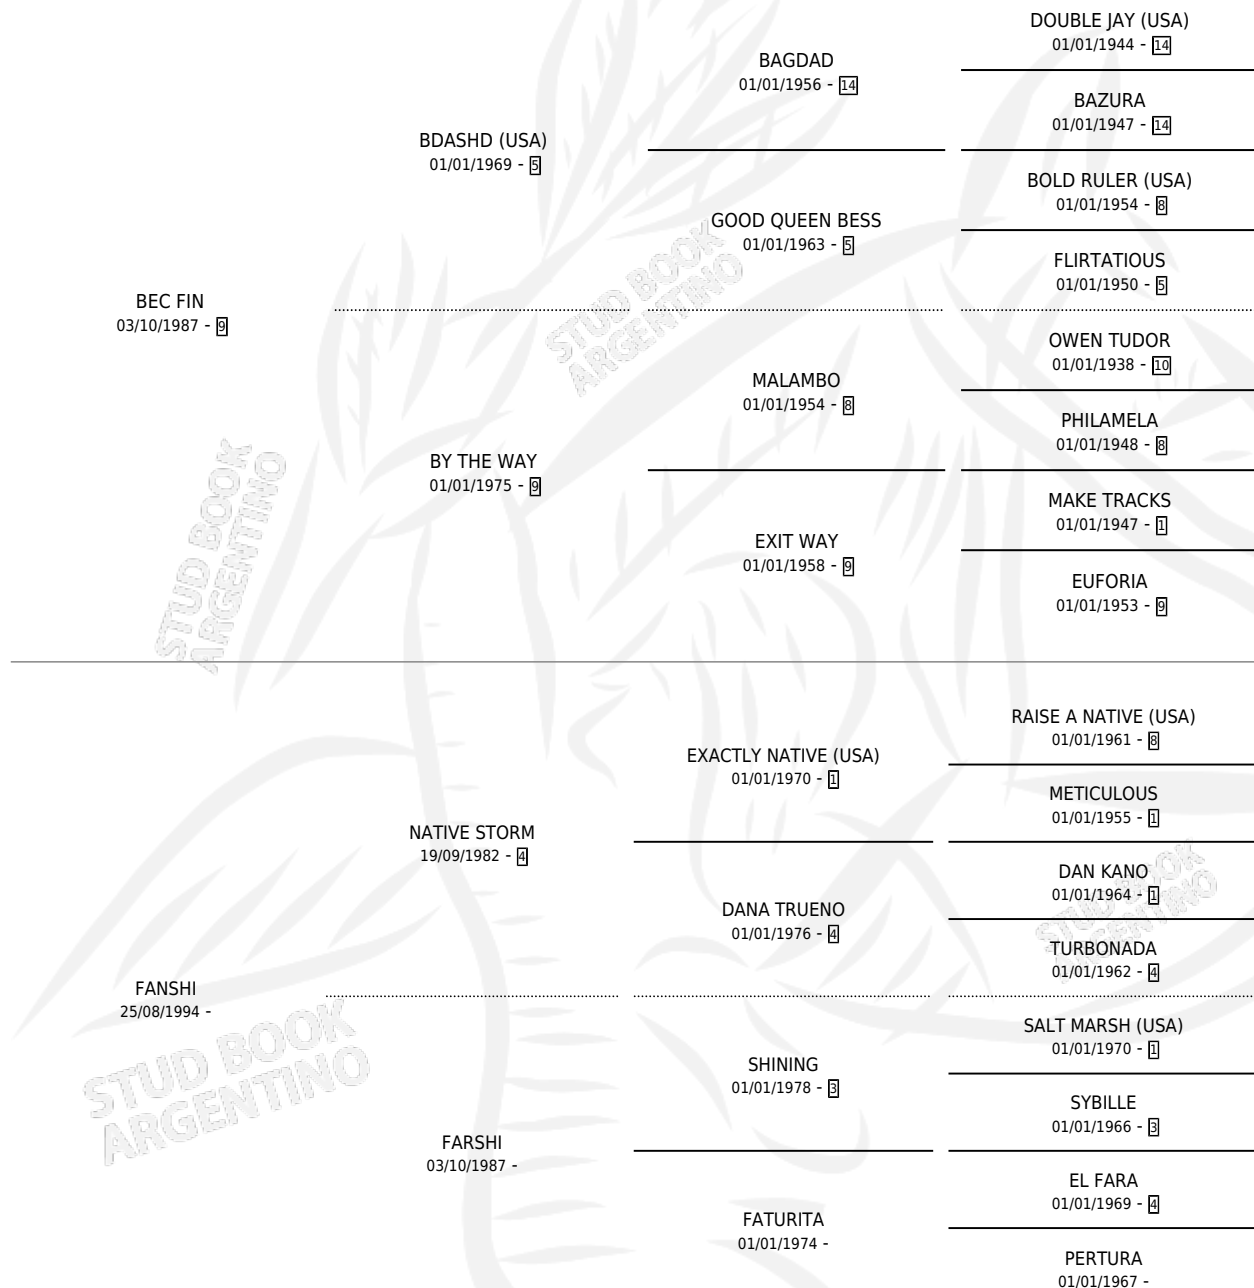 DOUBLE JAY (USA)
01/01/1944 - 14
BAGDAD
01/01/1956 - 14
BAZURA
01/01/1947 - 14
BDASHD (USA)
01/01/1969 - 5
BOLD RULER (USA)
01/01/1954 - 8
GOOD QUEEN BESS
01/01/1963 - 5
FLIRTATIOUS
01/01/1950 - 5
BEC FIN
03/10/1987 - 9
OWEN TUDOR
01/01/1938 - 10
MALAMBO
01/01/1954 - 8
PHILAMELA
01/01/1948 - 8
BY THE WAY
01/01/1975 - 9
MAKE TRACKS
01/01/1947 - 1
EXIT WAY
01/01/1958 - 9
EUFORIA
01/01/1953 - 9
RAISE A NATIVE (USA)
01/01/1961 - 8
EXACTLY NATIVE (USA)
01/01/1970 - 1
METICULOUS
01/01/1955 - 1
NATIVE STORM
19/09/1982 - 4
DAN KANO
01/01/1964 - 1
DANA TRUENO
01/01/1976 - 4
TURBONADA
01/01/1962 - 4
FANSHI
25/08/1994 -
SALT MARSH (USA)
01/01/1970 - 1
SHINING
01/01/1978 - 3
SYBILLE
01/01/1966 - 3
FARSHI
03/10/1987 -
EL FARA
01/01/1969 - 4
FATURITA
01/01/1974 -
PERTURA
01/01/1967 -
STUD BOOK
ARGENTINO
STUD BOOK
ARGENTINO
STUD BOOK
ARGENTINO
STUD BOOK
ARGENTINO